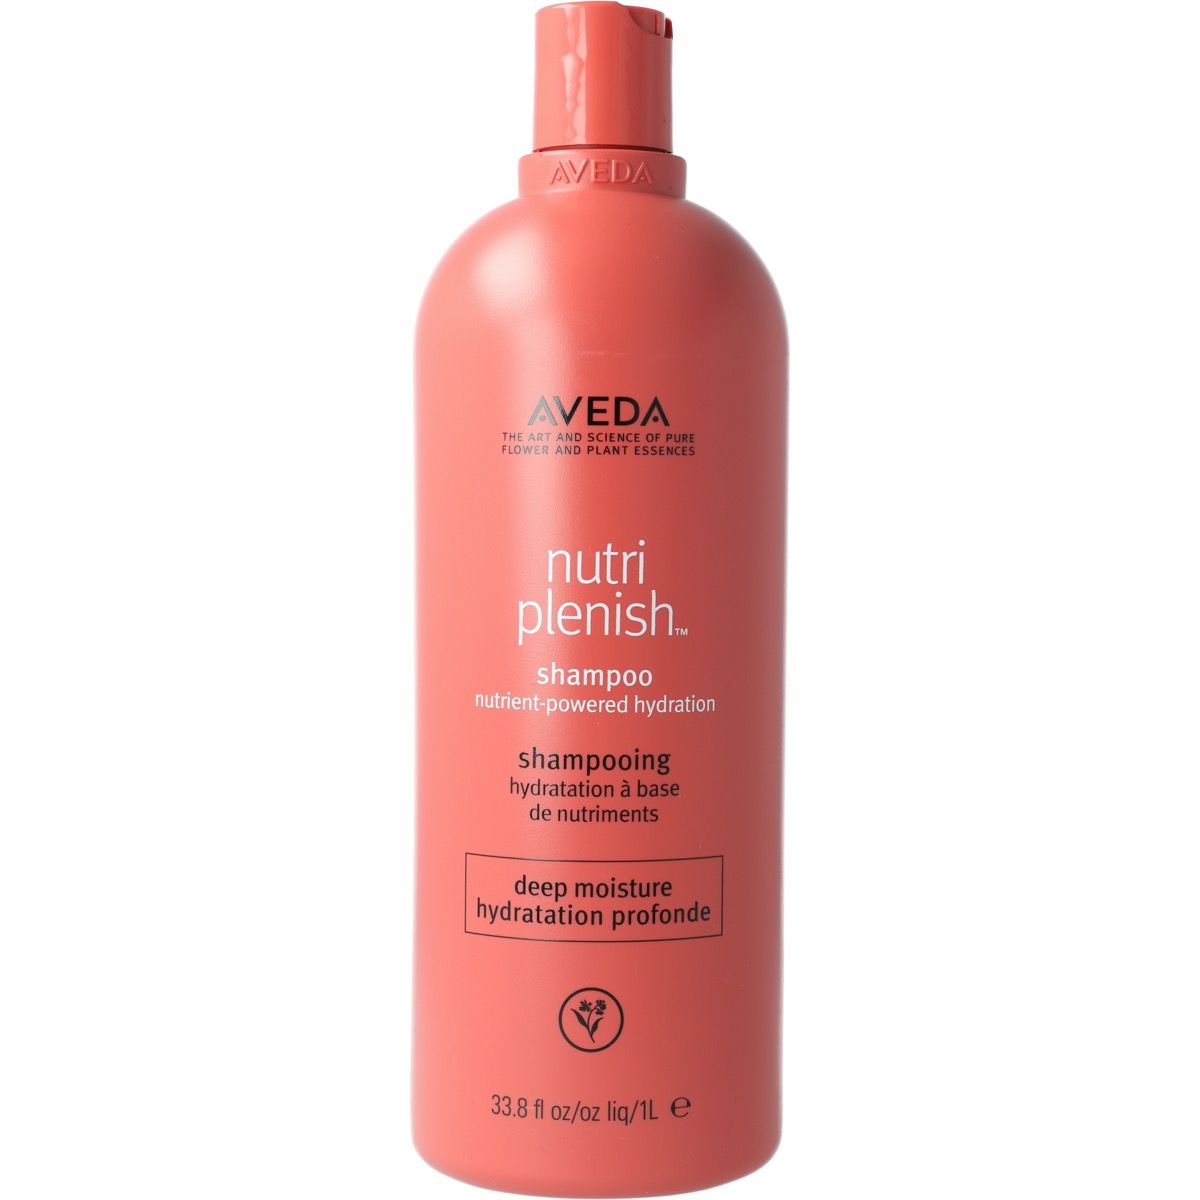 AVEDA
AVEDA
THE ART AND SCIENCE OF PURE
FLOWER AND PLANT ESSENCES
nutri
plenish™
shampoo
nutrient-powered hydration
shampooing
hydratation à base
de nutriments
deep moisture
hydratation profonde
33.8 fl oz/oz liq/1L ℮